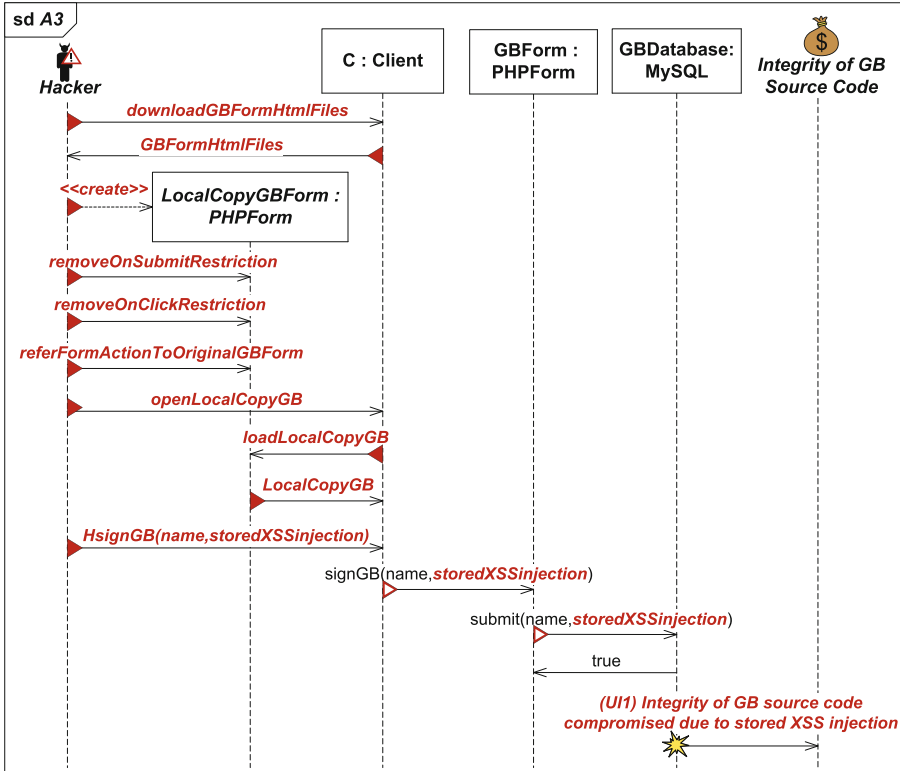 sd A3
Hacker
C : Client
GBForm :
PHPForm
GBDatabase:
MySQL
$
Integrity of GB
Source Code
downloadGBFormHtmlFiles
GBFormHtmlFiles
<<create>>
LocalCopyGBForm :
PHPForm
removeOnSubmitRestriction
removeOnClickRestriction
referFormActionToOriginalGBForm
openLocalCopyGB
loadLocalCopyGB
LocalCopyGB
HsignGB(name,storedXSSinjection)
signGB(name,storedXSSinjection)
submit(name,storedXSSinjection)
true
(UI1) Integrity of GB source code
compromised due to stored XSS injection